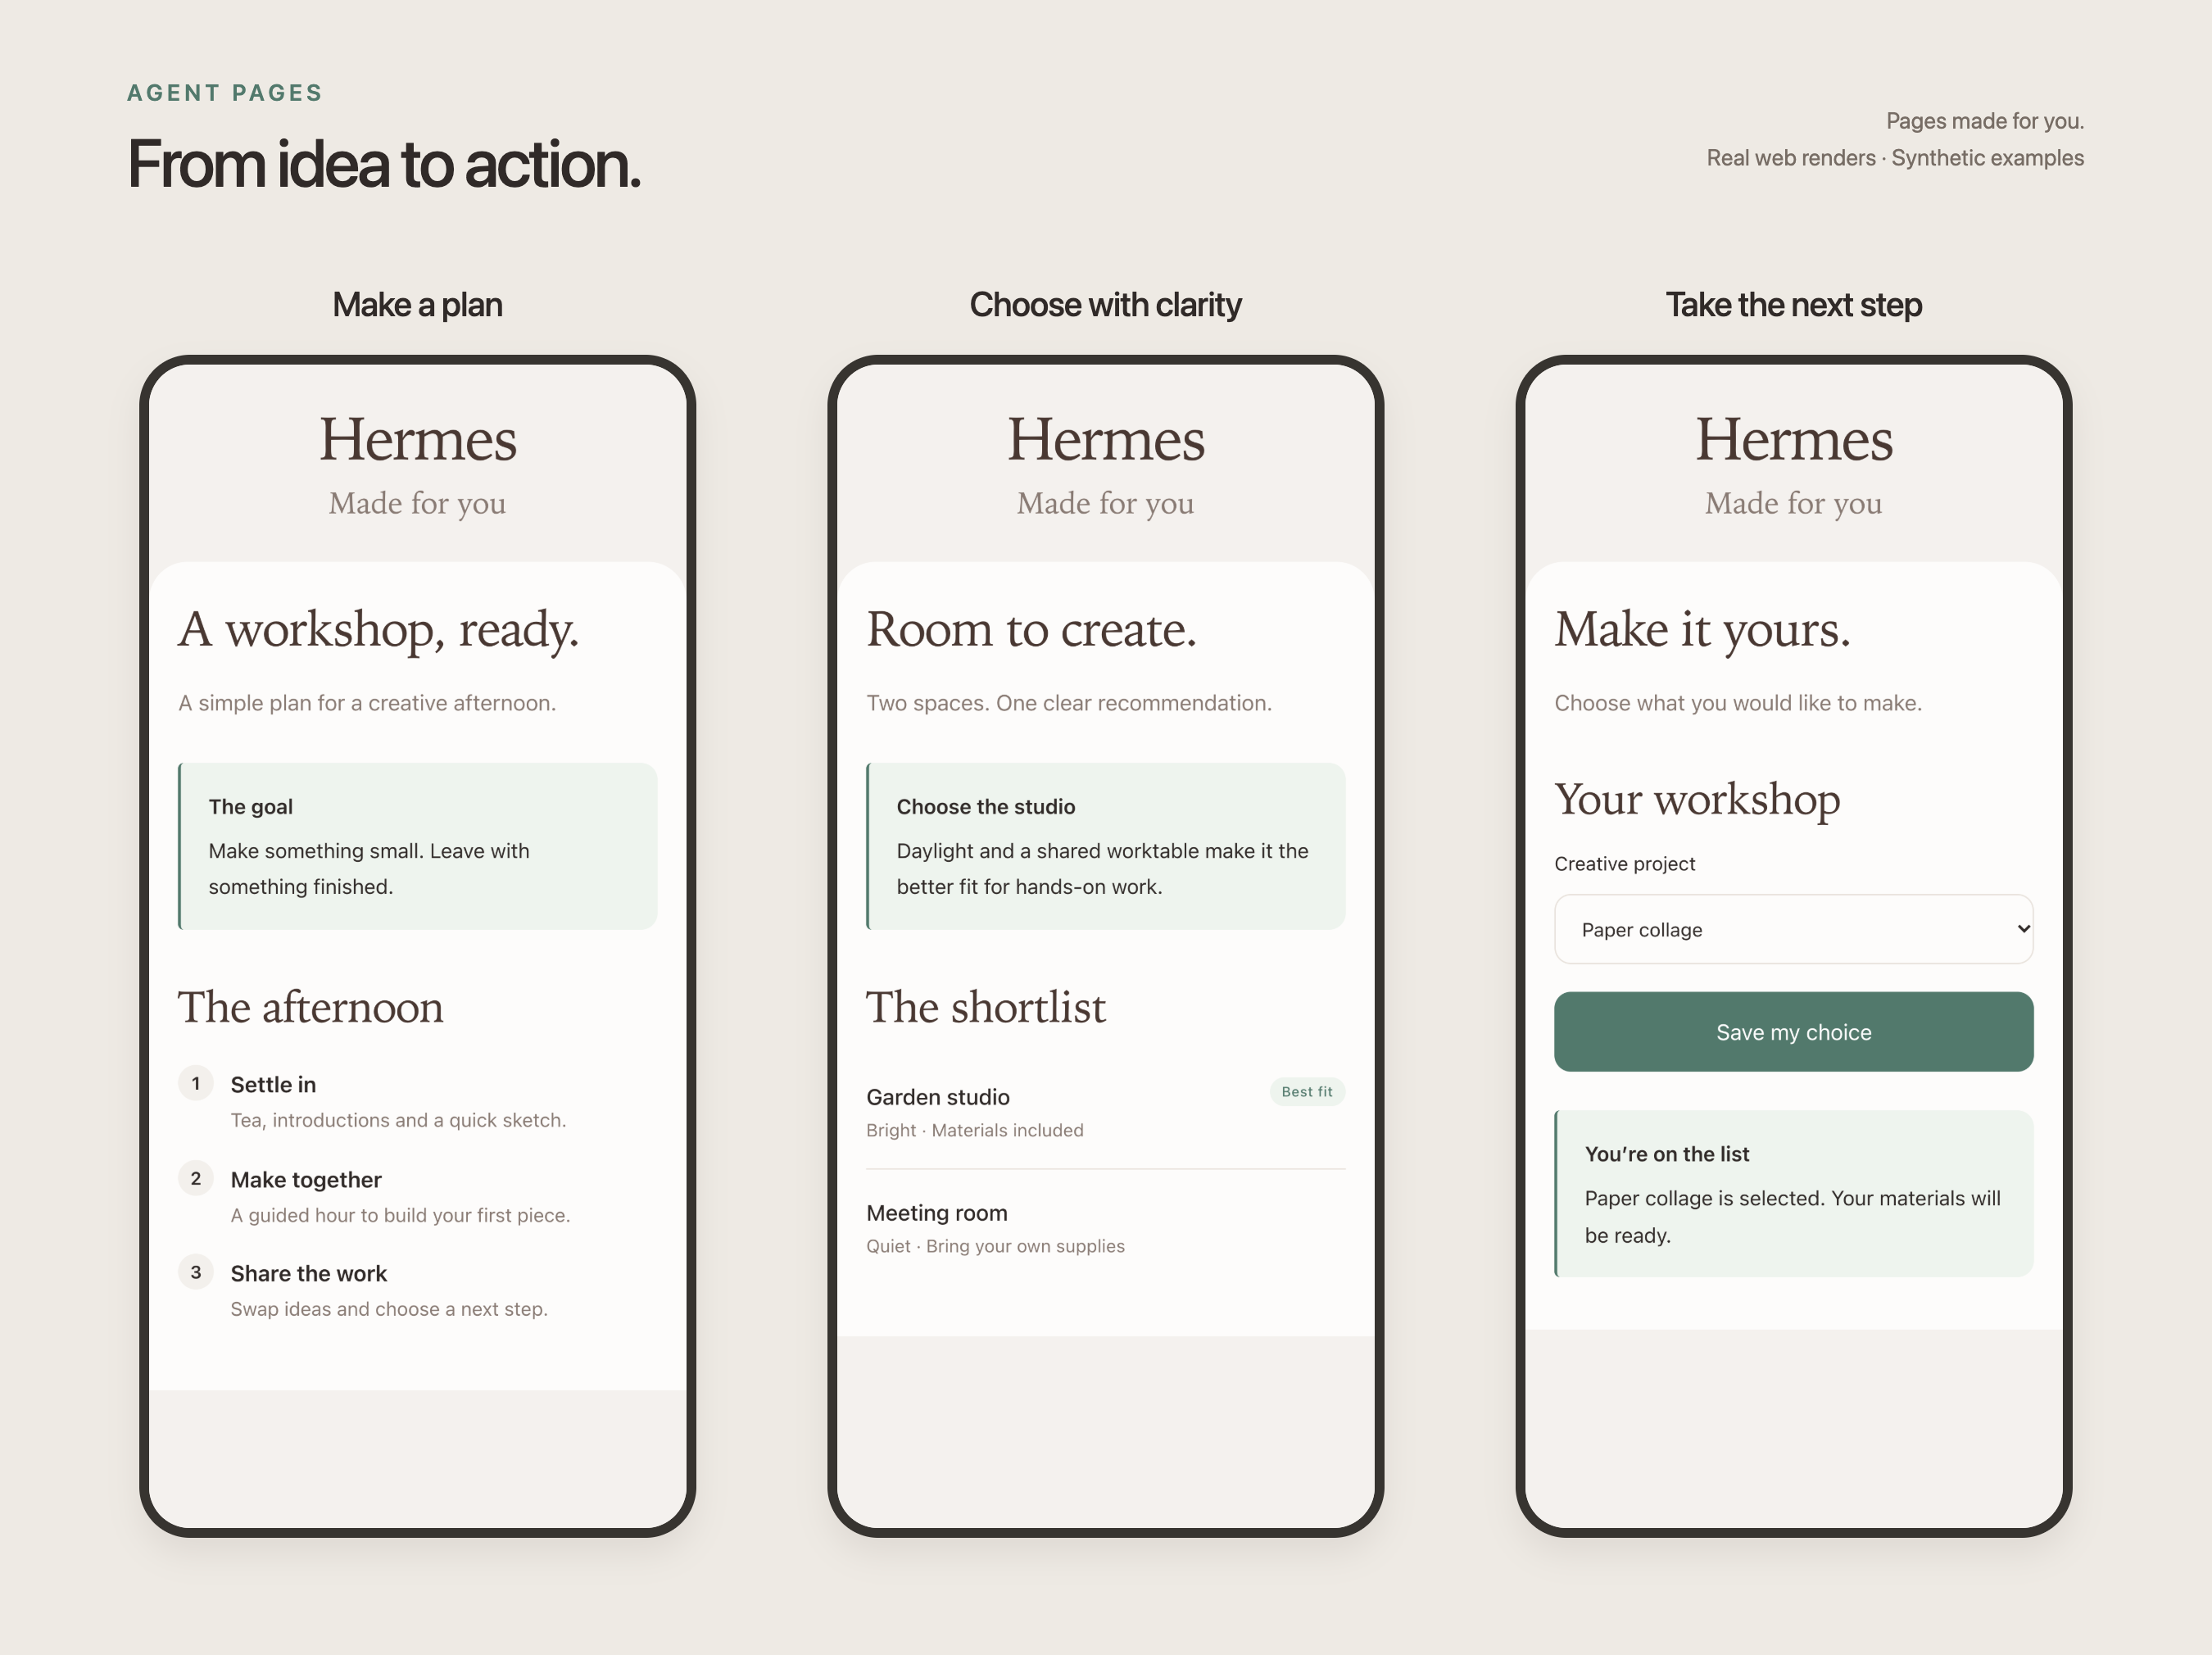 AGENT PAGES
From idea to action.
Pages made for you.
Real web renders · Synthetic examples
Make a plan
Hermes
Made for you
A workshop, ready.
A simple plan for a creative afternoon.
The goal
Make something small. Leave with
something finished.
The afternoon
1
Settle in
Tea, introductions and a quick sketch.
2
Make together
A guided hour to build your first piece.
3
Share the work
Swap ideas and choose a next step.
Choose with clarity
Hermes
Made for you
Room to create.
Two spaces. One clear recommendation.
Choose the studio
Daylight and a shared worktable make it the
better fit for hands-on work.
The shortlist
Garden studio
Best fit
Bright · Materials included
Meeting room
Quiet · Bring your own supplies
Take the next step
Hermes
Made for you
Make it yours.
Choose what you would like to make.
Your workshop
Creative project
Paper collage
Save my choice
You’re on the list
Paper collage is selected. Your materials will
be ready.